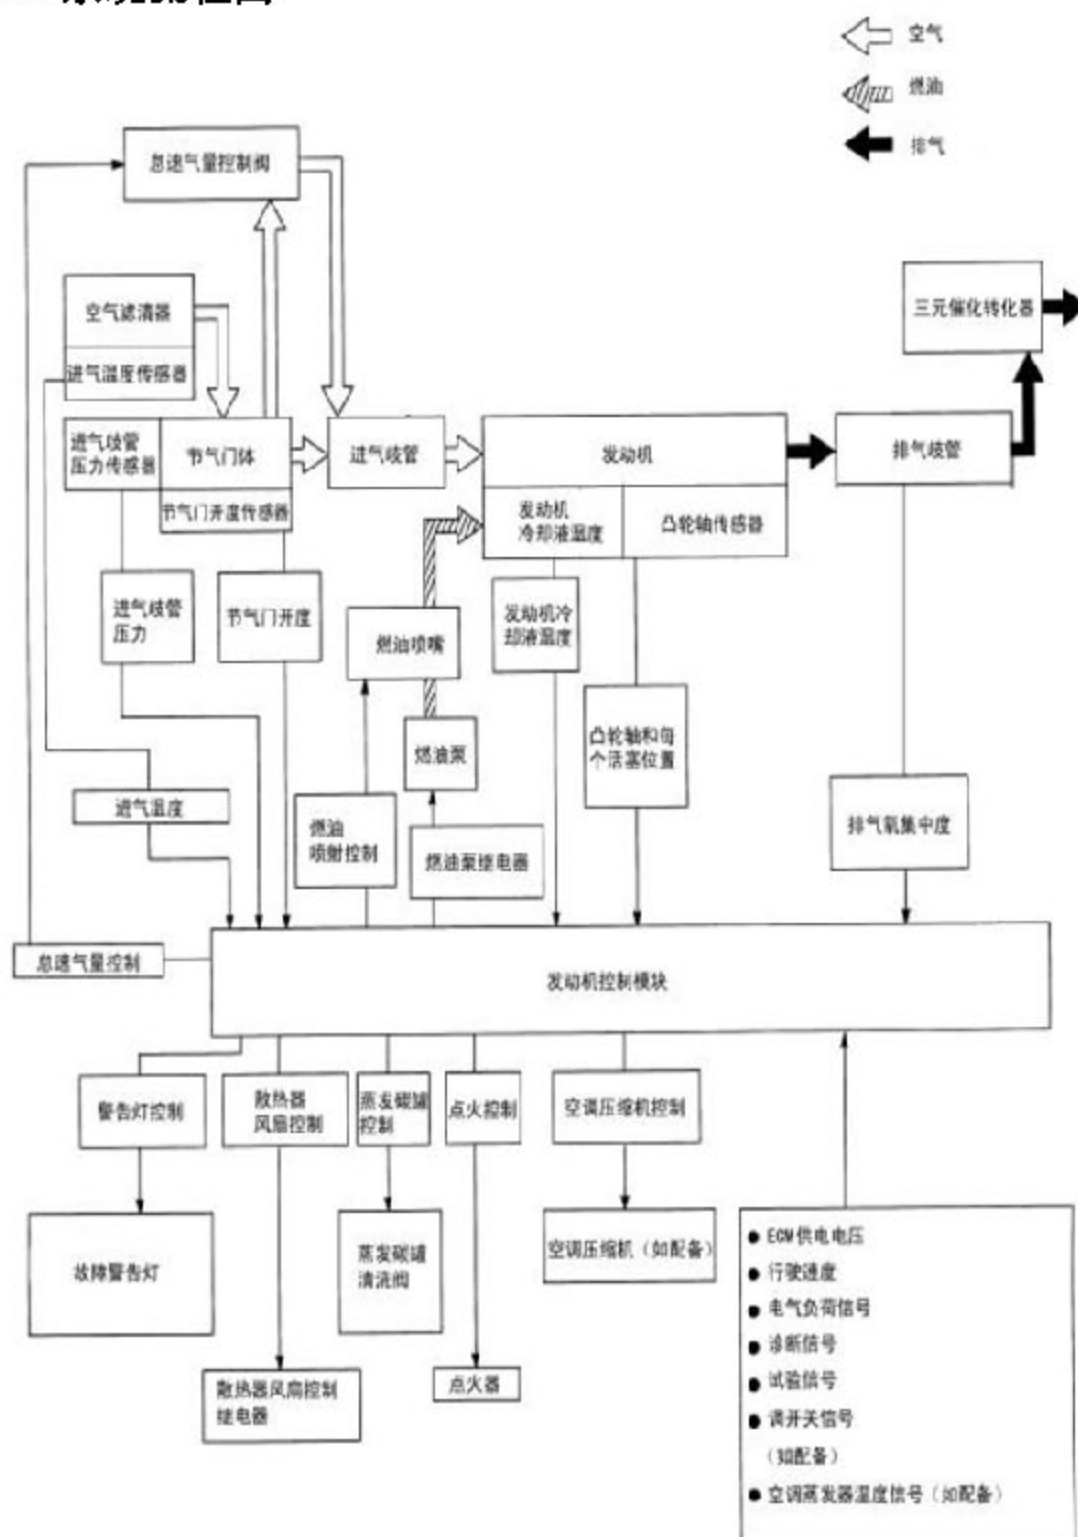 空气
燃油
排气
怠速气量控制阀
空气滤清器
进气温度传感器
三元催化转化器
进气歧管
压力传感器
节气门体
节气门开度传感器
进气歧管
发动机
发动机
冷却液温度
凸轮轴传感器
排气歧管
进气歧管
压力
节气门开度
燃油喷嘴
发动机冷
却液温度
燃油泵
凸轮轴和每
个活塞位置
进气温度
燃油
喷射控制
燃油泵继电器
排气氧集中度
怠速气量控制
发动机控制模块
警告灯控制
散热器
风扇控制
蒸发碳罐
控制
点火控制
空调压缩机控制
故障警告灯
蒸发碳罐
清洗阀
空调压缩机（如配备）
散热器风扇控制
继电器
点火器
● ECM供电电压
● 行驶速度
● 电气负荷信号
● 诊断信号
● 试验信号
● 调开关信号
（如配备）
● 空调蒸发器温度信号（如配备）